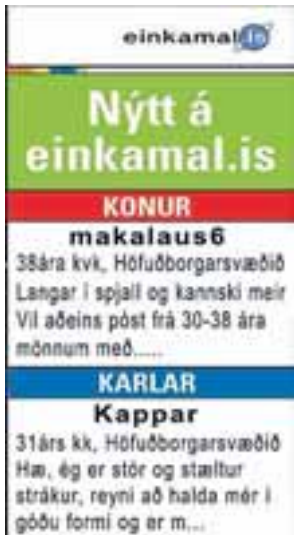 einkamal.is
Nýtt á
einkamal.is
KONUR
makalaus6
38ára kvk, Höfuðborgarsvæðið
Langar í spjall og kannski meir
Vil aðeins póst frá 30-38 ára
mönnum með.....
KARLAR
Kappar
31árs kk, Höfuðborgarsvæðið
Hæ, ég er stór og stæltur
strákur, reyni að halda mér í
góðu formi og er m...